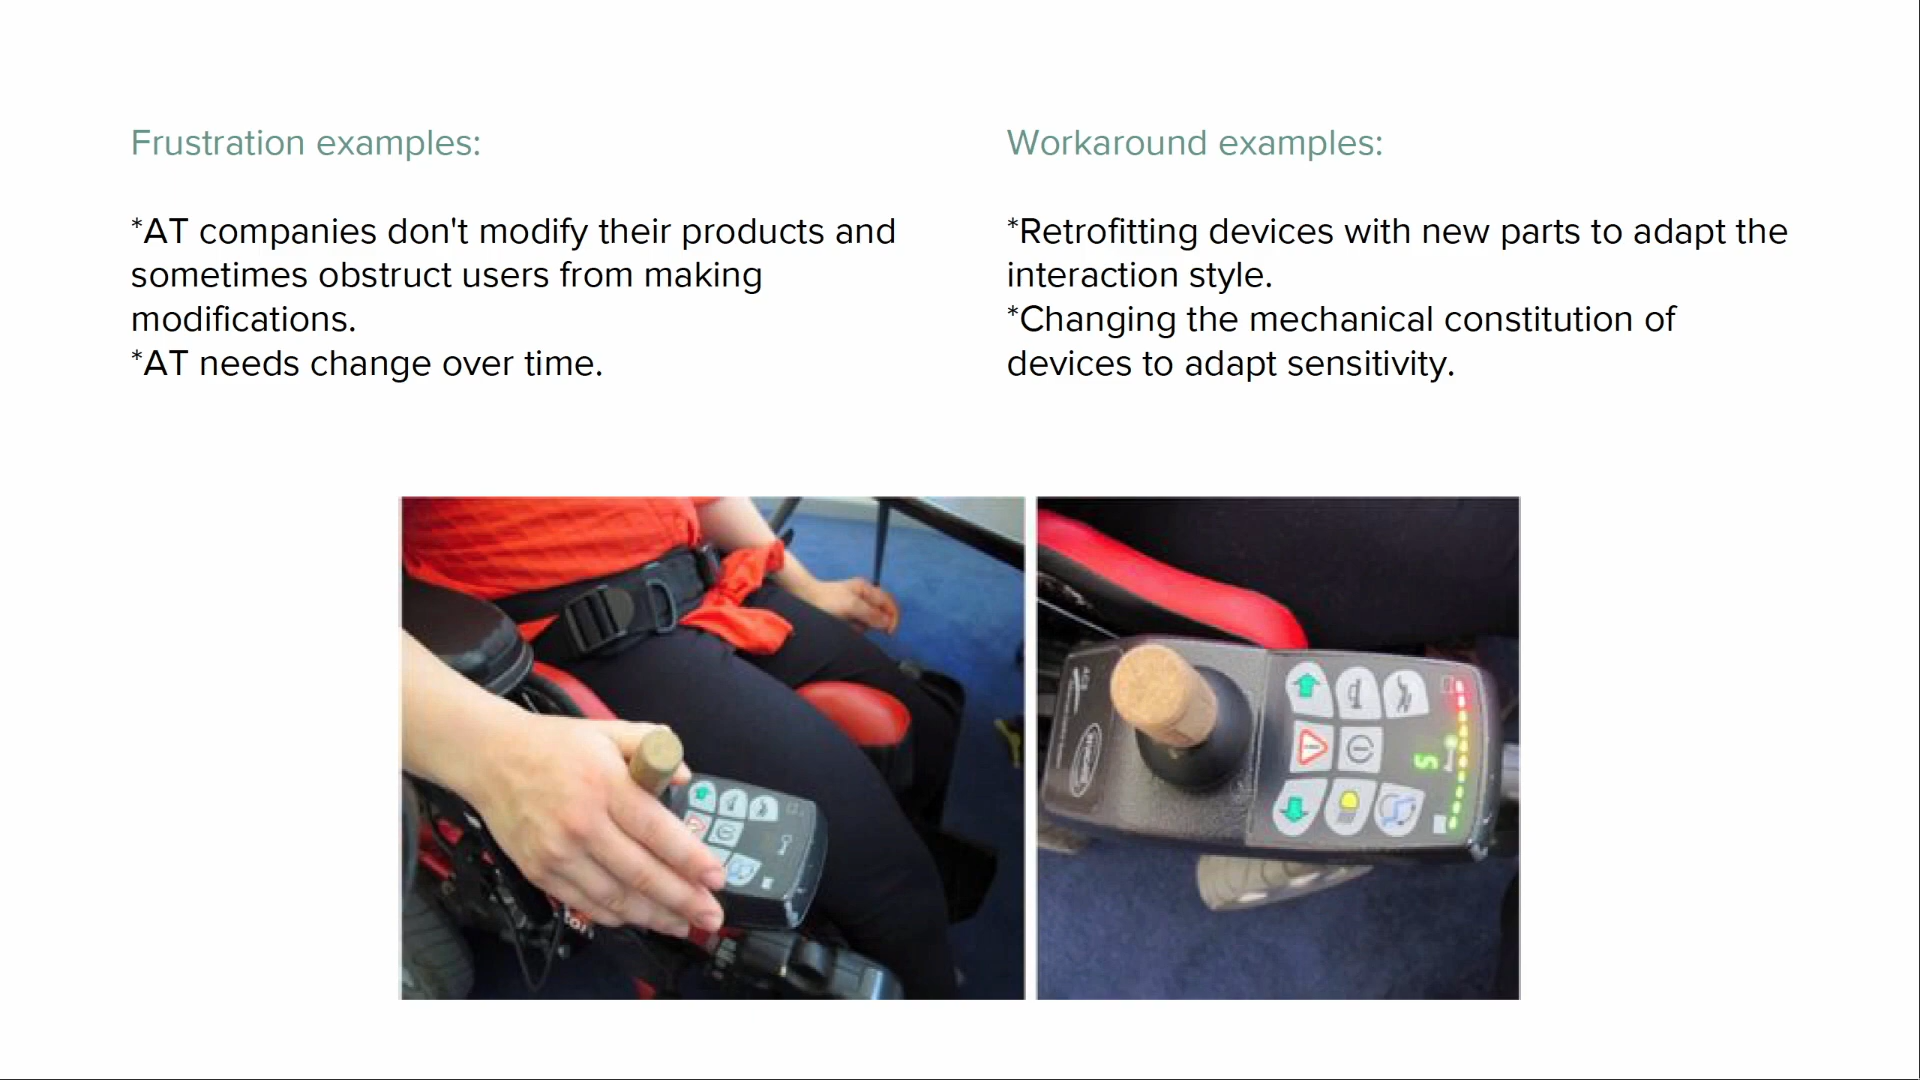 Frustration examples:
*AT companies don't modify their products and
sometimes obstruct users from making
modifications.
*AT needs change over time.
Workaround examples:
*Retrofitting devices with new parts to adapt the
interaction style.
*Changing the mechanical constitution of
devices to adapt sensitivity.
5